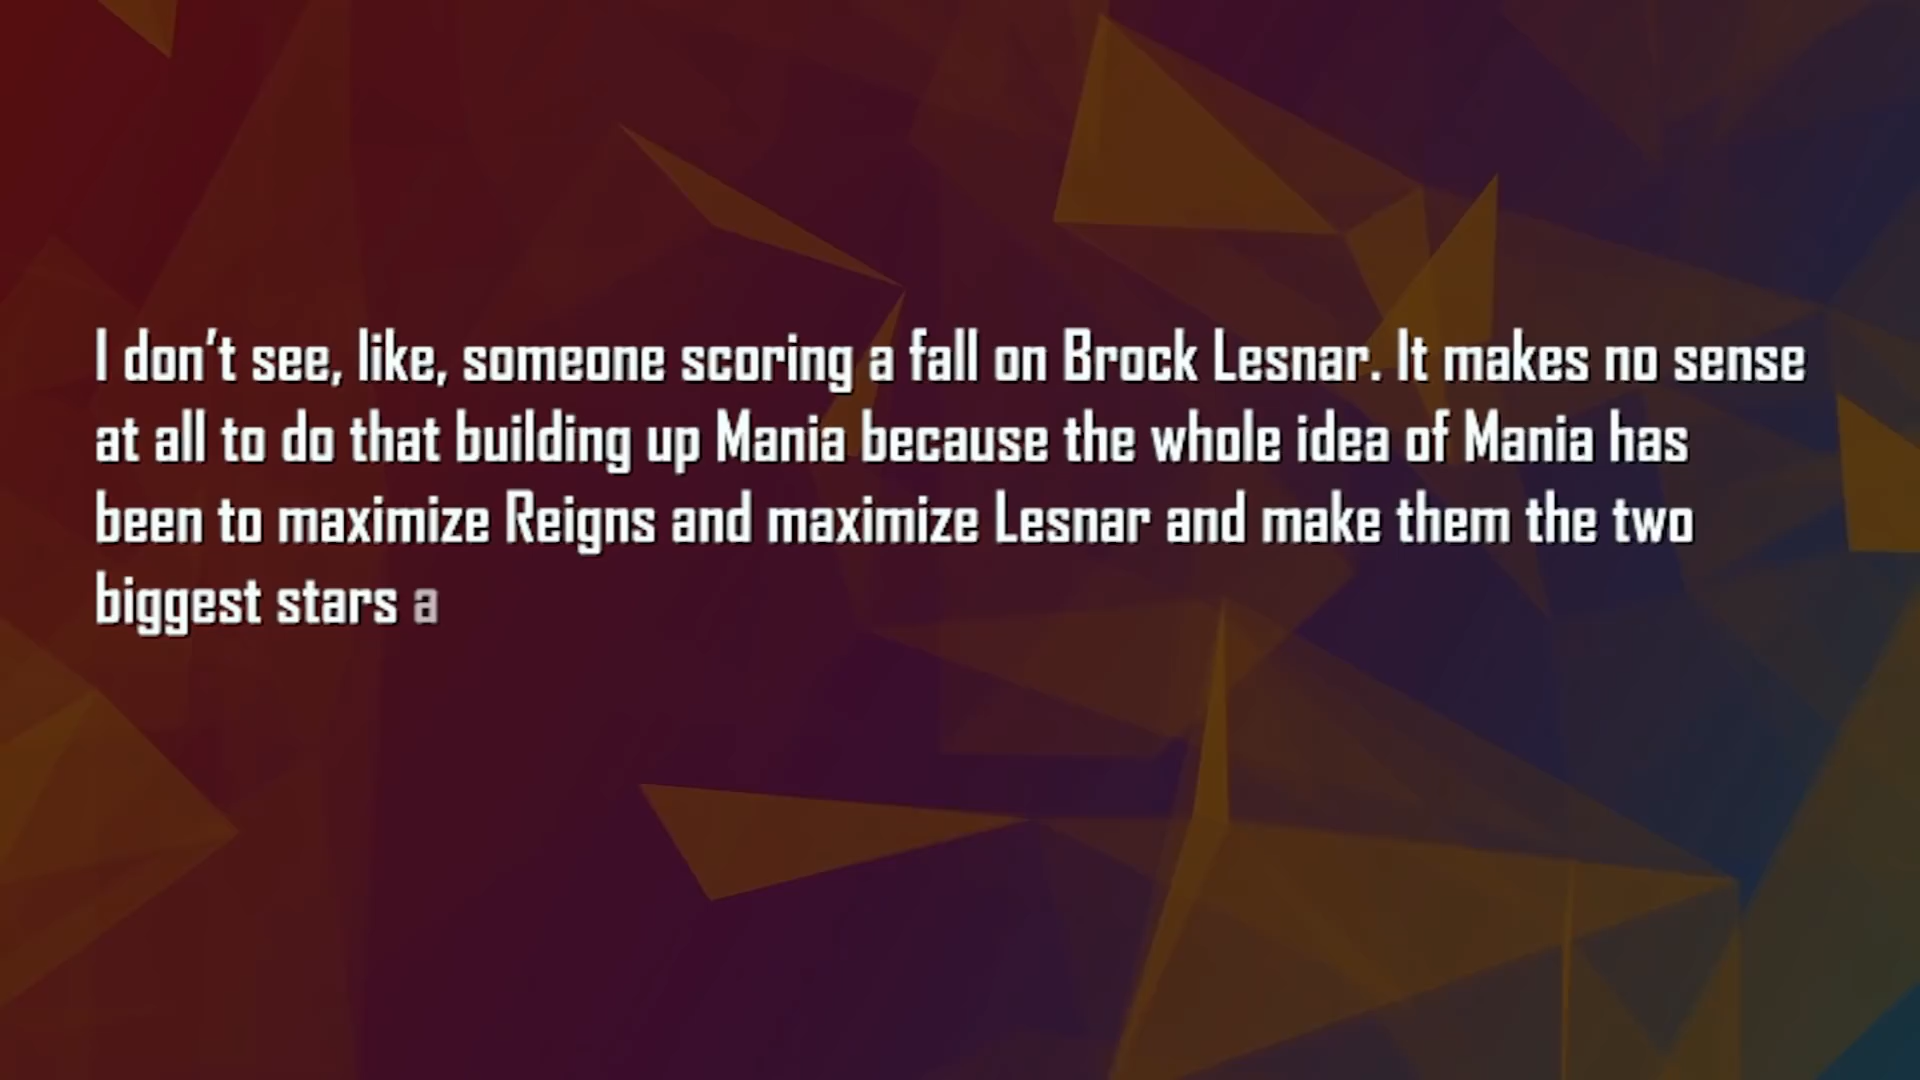 I don’t see, like, someone scoring a fall on Brock Lesnar. It makes no sense
at all to do that building up Mania because the whole idea of Mania has
been to maximize Reigns and maximize Lesnar and make them the two
biggest stars a